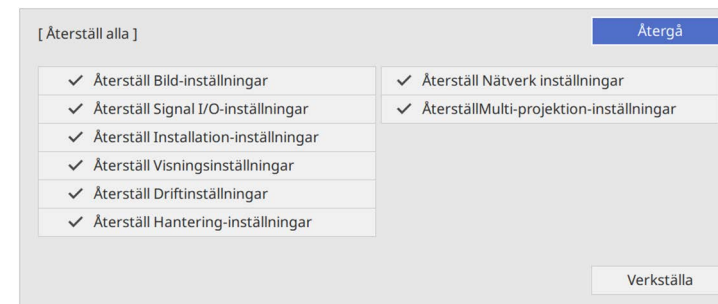 [ Återställ alla ]
Återgå
Återställ Bild-inställningar
Återställ Signal I/O-inställningar
Återställ Installation-inställningar
Återställ Visningsinställningar
Återställ Driftinställningar
Återställ Hantering-inställningar
Återställ Nätverk inställningar
ÅterställMulti-projektion-inställningar
Verkställa